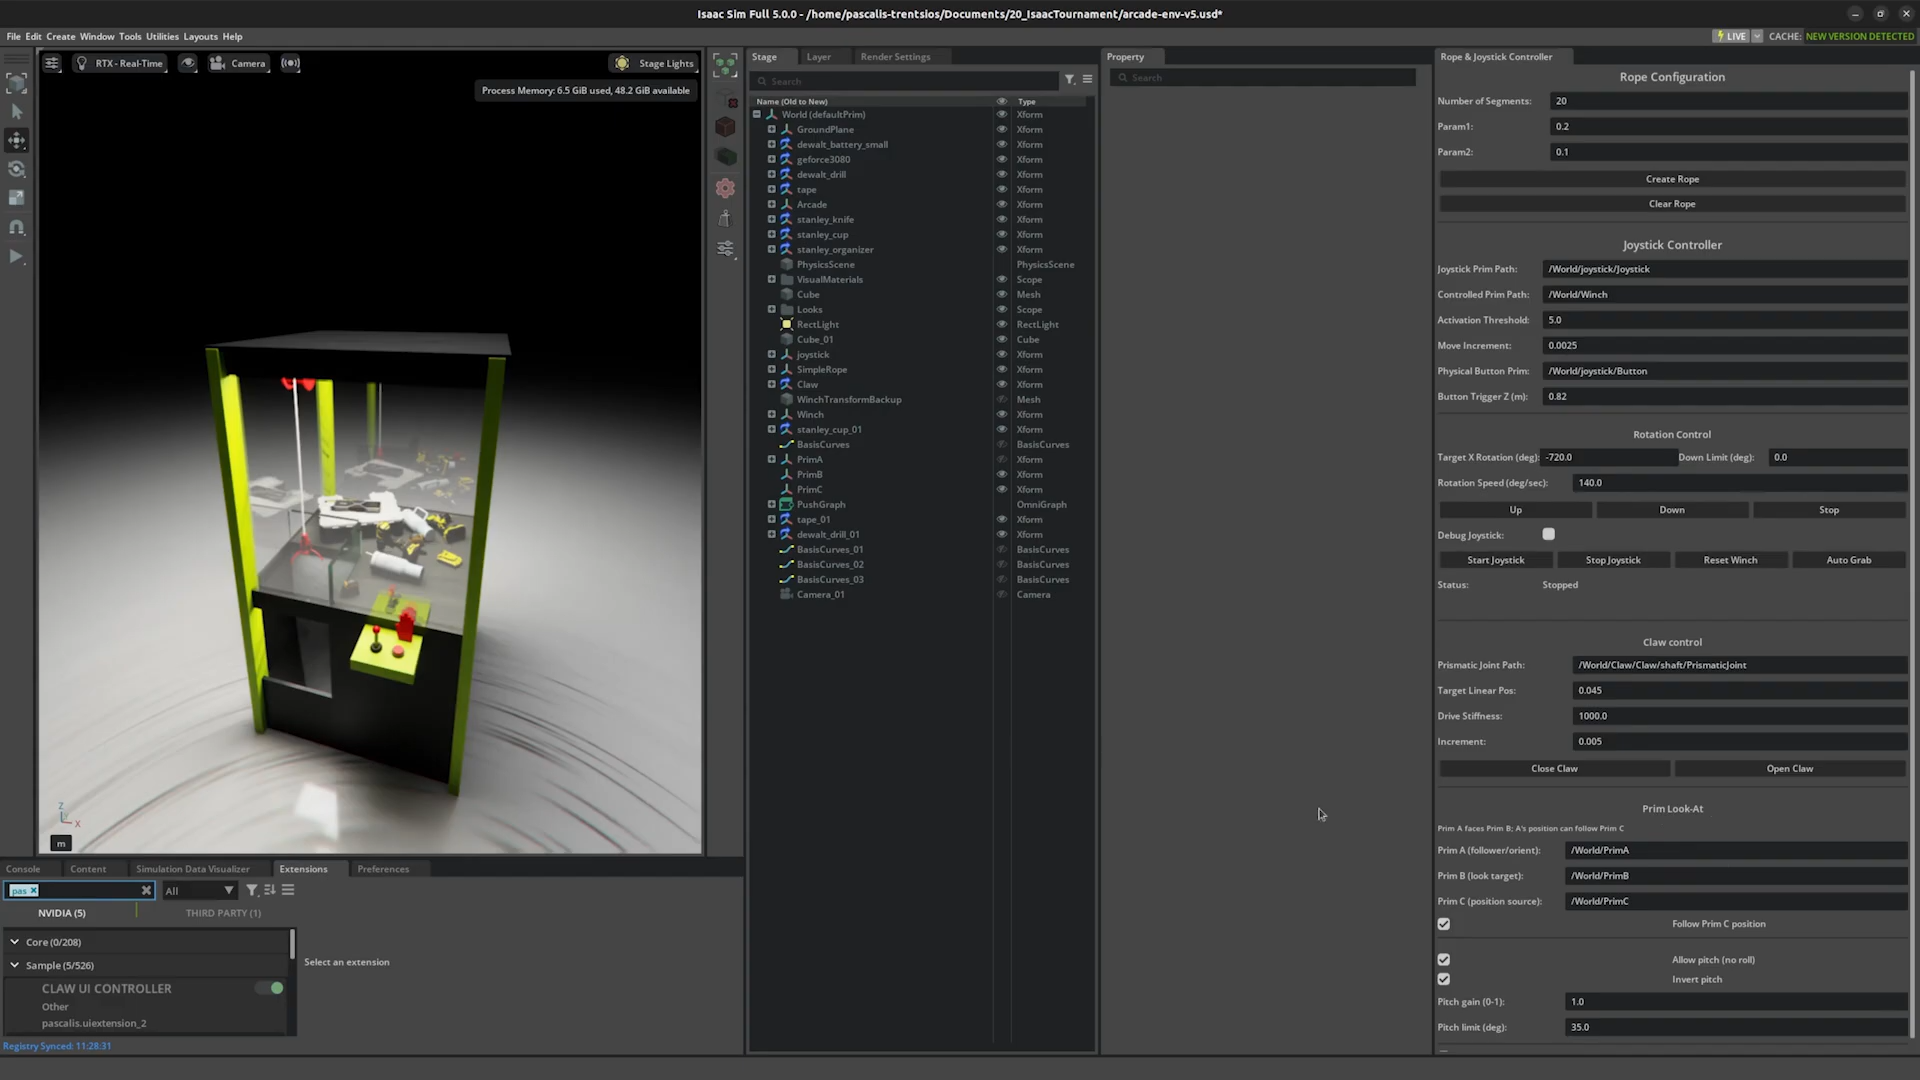 Isaac Sim Full 5.0.0 - /home/pascalis-trentsios/Documents/20_IsaacTournament/arcade-env-v5.usd*
File Edit Create Window Tools Utilities Layouts Help
LIVE CACHE: NEW VERSION DETECTED
RTX - Real-Time Camera Stage Lights
Process Memory: 6.5 GiB used, 48.2 GiB available
Z
X
m
Stage Layer Render Settings
Search
Name (Old to New) Type
World (defaultPrim) Xform
GroundPlane Xform
dewalt_battery_small Xform
geforce3080 Xform
dewalt_drill Xform
tape Xform
Arcade Xform
stanley_knife Xform
stanley_cup Xform
stanley_organizer Xform
PhysicsScene PhysicsScene
VisualMaterials Scope
Cube Mesh
Looks Scope
RectLight RectLight
Cube_01 Cube
joystick Xform
SimpleRope Xform
Claw Xform
WinchTransformBackup Mesh
Winch Xform
stanley_cup_01 Xform
BasisCurves BasisCurves
PrimA Xform
PrimB Xform
PrimC Xform
PushGraph OmniGraph
tape_01 Xform
dewalt_drill_01 Xform
BasisCurves_01 BasisCurves
BasisCurves_02 BasisCurves
BasisCurves_03 BasisCurves
Camera_01 Camera
Property
Search
Rope & Joystick Controller
Rope Configuration
Number of Segments: 20
Param1: 0.2
Param2: 0.1
Create Rope
Clear Rope
Joystick Controller
Joystick Prim Path: /World/joystick/Joystick
Controlled Prim Path: /World/Winch
Activation Threshold: 5.0
Move Increment: 0.0025
Physical Button Prim: /World/joystick/Button
Button Trigger Z (m): 0.82
Rotation Control
Target X Rotation (deg): -720.0 Down Limit (deg): 0.0
Rotation Speed (deg/sec): 140.0
Up Down Stop
Debug Joystick:
Start Joystick Stop Joystick Reset Winch Auto Grab
Status: Stopped
Claw control
Prismatic Joint Path: /World/Claw/Claw/shaft/PrismaticJoint
Target Linear Pos: 0.045
Drive Stiffness: 1000.0
Increment: 0.005
Close Claw Open Claw
Prim Look-At
Prim A faces Prim B; A's position can follow Prim C
Prim A (follower/orient): /World/PrimA
Prim B (look target): /World/PrimB
Prim C (position source): /World/PrimC
Follow Prim C position
Allow pitch (no roll)
Invert pitch
Pitch gain (0-1): 1.0
Pitch limit (deg): 35.0
Console Content Simulation Data Visualizer Extensions Preferences
pas All
NVIDIA (5) THIRD PARTY (1)
Core (0/208)
Sample (5/526)
CLAW UI CONTROLLER
Other
pascalis.uiextension_2
Select an extension
Registry Synced: 11:28:31